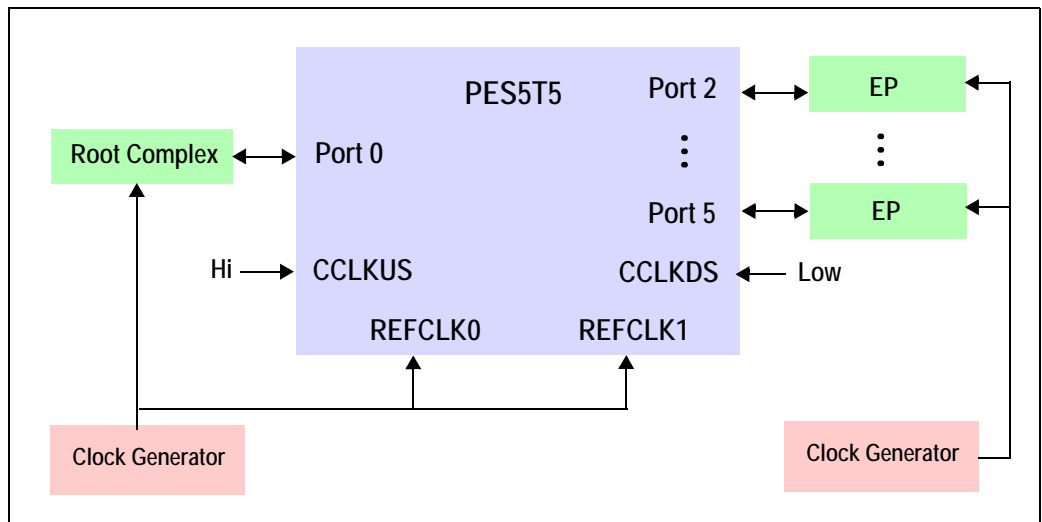 PES5T5
Port 2
EP
Root Complex
Port 0
Port 5
EP
Hi
CCLKUS
CCLKDS
Low
REFCLK0
REFCLK1
Clock Generator
Clock Generator